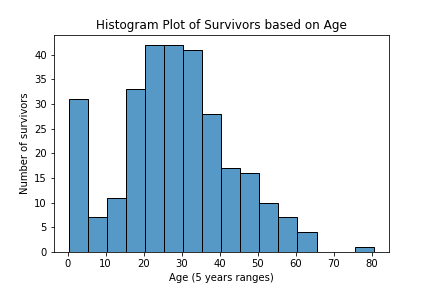 Histogram Plot of Survivors based on Age
Number of survivors
40
35
30
25
20
15
10
5
0
0 10 20 30 40 50 60 70 80
Age (5 years ranges)